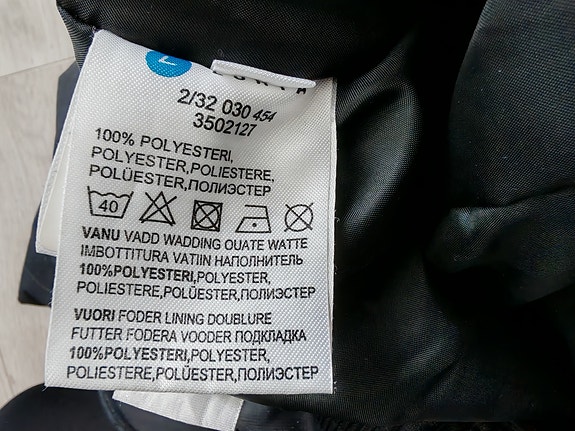 2/32 030 454
3502127
100% POLYESTERI,
POLYESTER,POLIESTERE,
POLÜESTER,ПОЛИЭСТЕР
40
VANU VADD WADDING OUATE WATTE
IMBOTTITURA VATIIN НАПОЛНИТЕЛЬ
100%POLYESTERI,POLYESTER,
POLIESTERE,POLÜESTER,ПОЛИЭСТЕР
VUORI FODER LINING DOUBLURE
FUTTER FODERA VOODER ПОДКЛАДКА
100%POLYESTERI,POLYESTER,
POLIESTERE,POLÜESTER,ПОЛИЭСТЕР